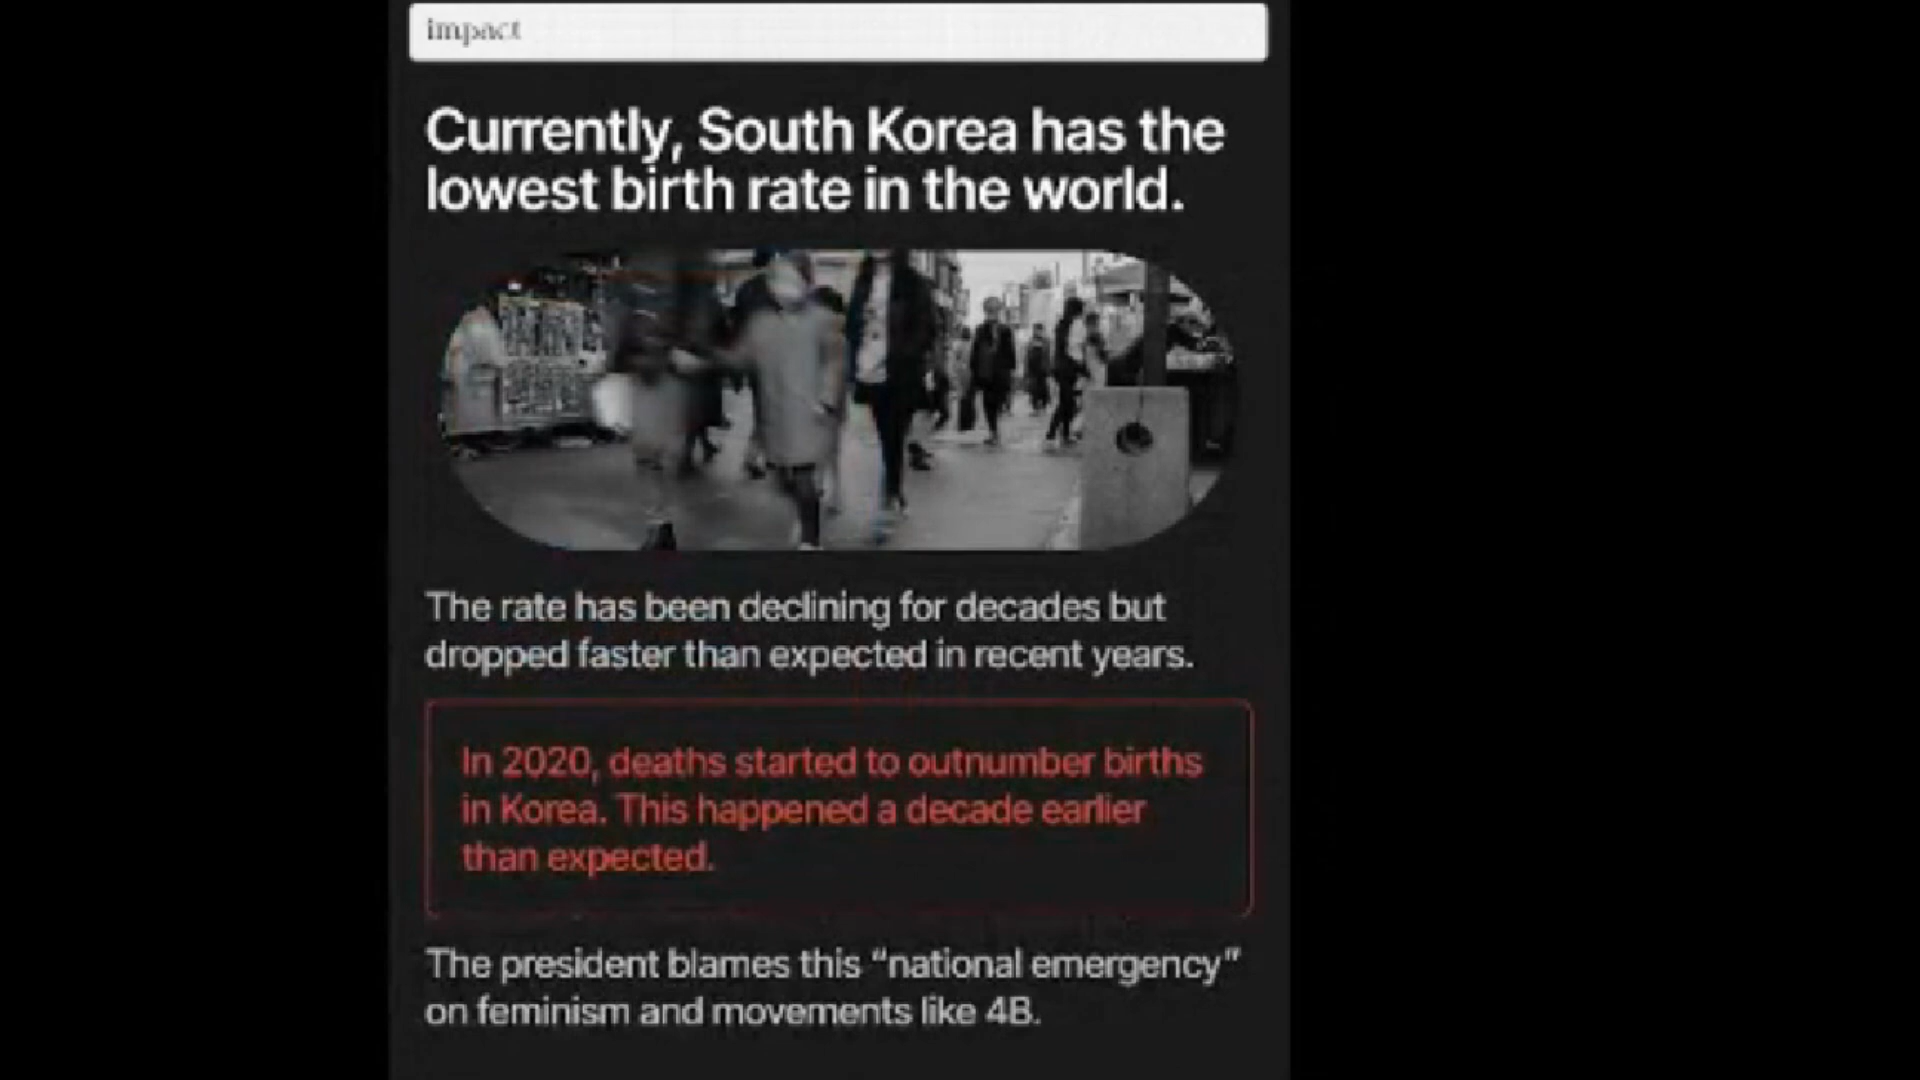 impact
Currently, South Korea has the
lowest birth rate in the world.
The rate has been declining for decades but
dropped faster than expected in recent years.
In 2020, deaths started to outnumber births
in Korea. This happened a decade earlier
than expected.
The president blames this “national emergency”
on feminism and movements like 4B.